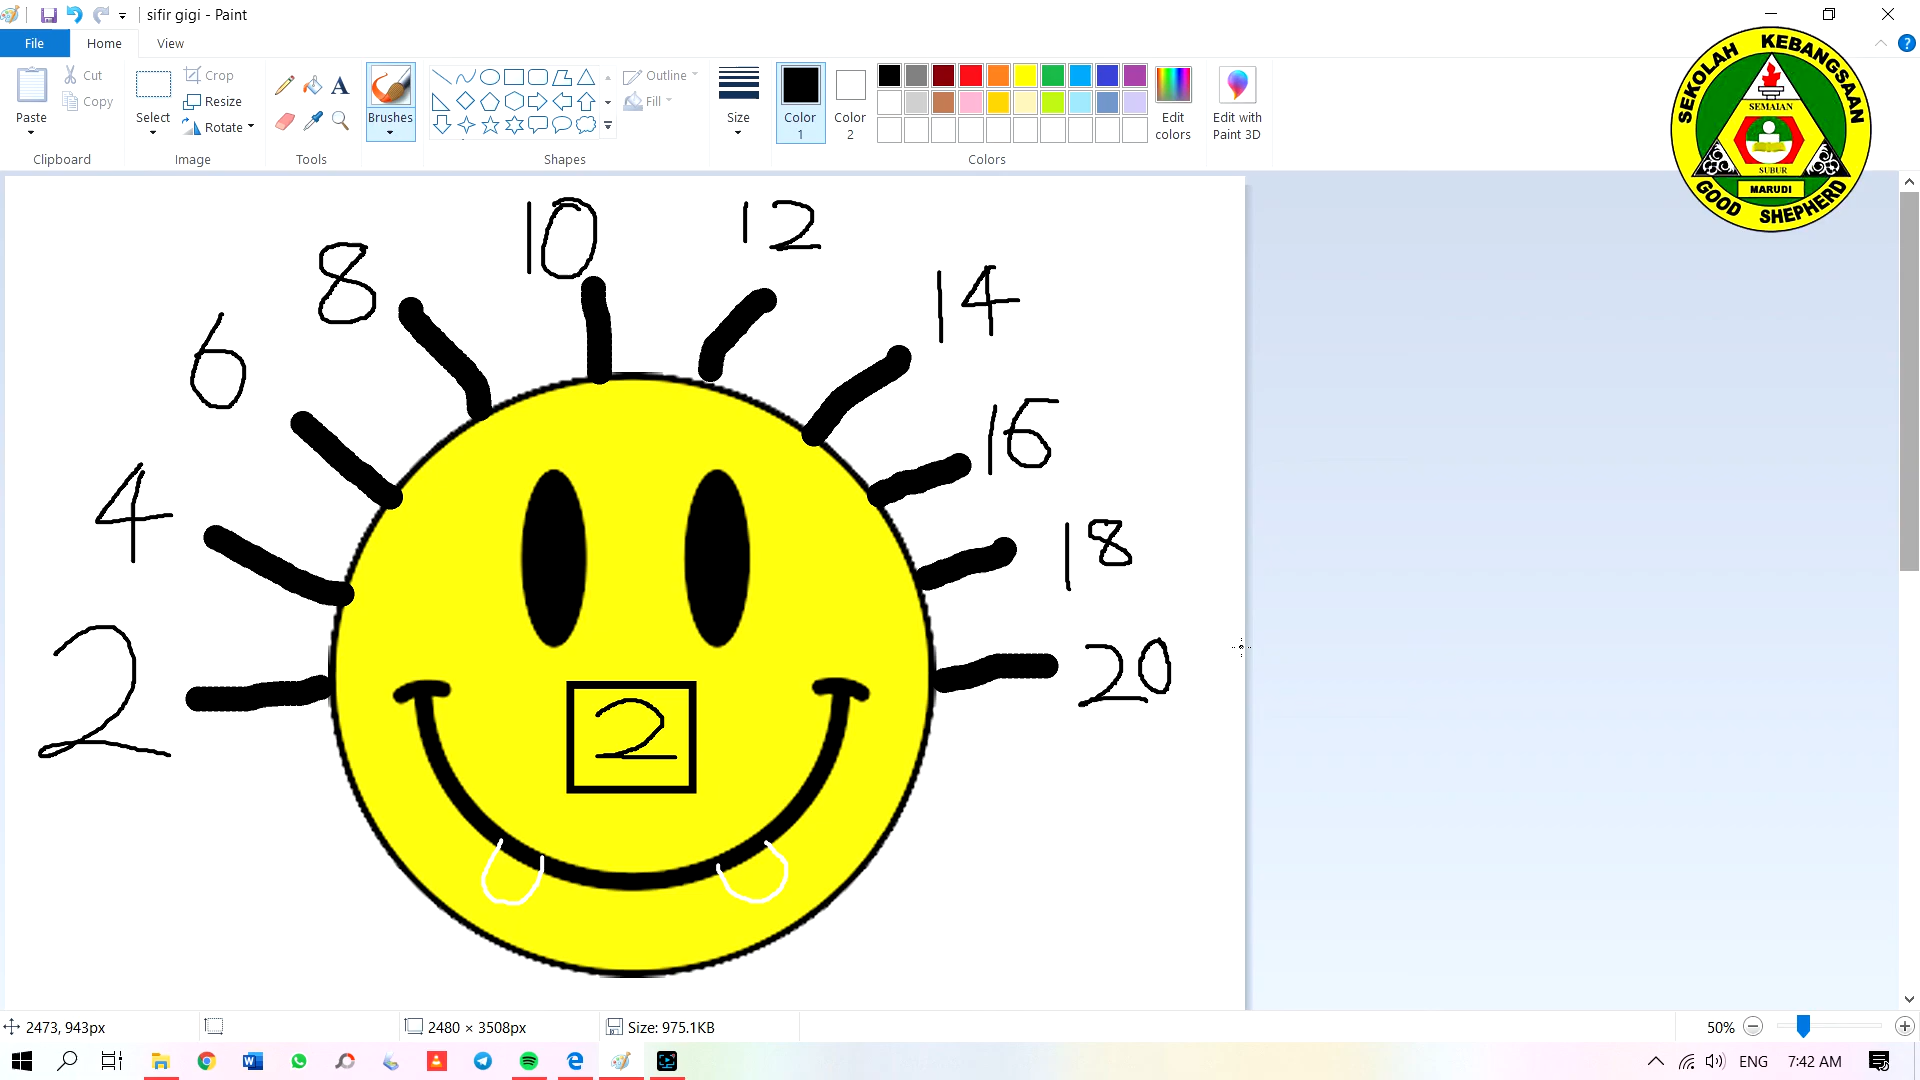 sifir gigi - Paint
File Home View
Paste
Cut
Copy
Clipboard
Select
Crop
Resize
Rotate
Image
Tools
Brushes
Shapes
Outline
Fill
Size
Color 1
Color 2
Colors
Edit colors
Edit with Paint 3D
SEKOLAH KEBANGSAAN
SEMAIAN
SUBUR
MARUDI
GOOD SHEPHERD
2
4
6
8
10
12
14
16
18
20
2
2473, 943px
2480 × 3508px
Size: 975.1KB
50%
ENG
7:42 AM